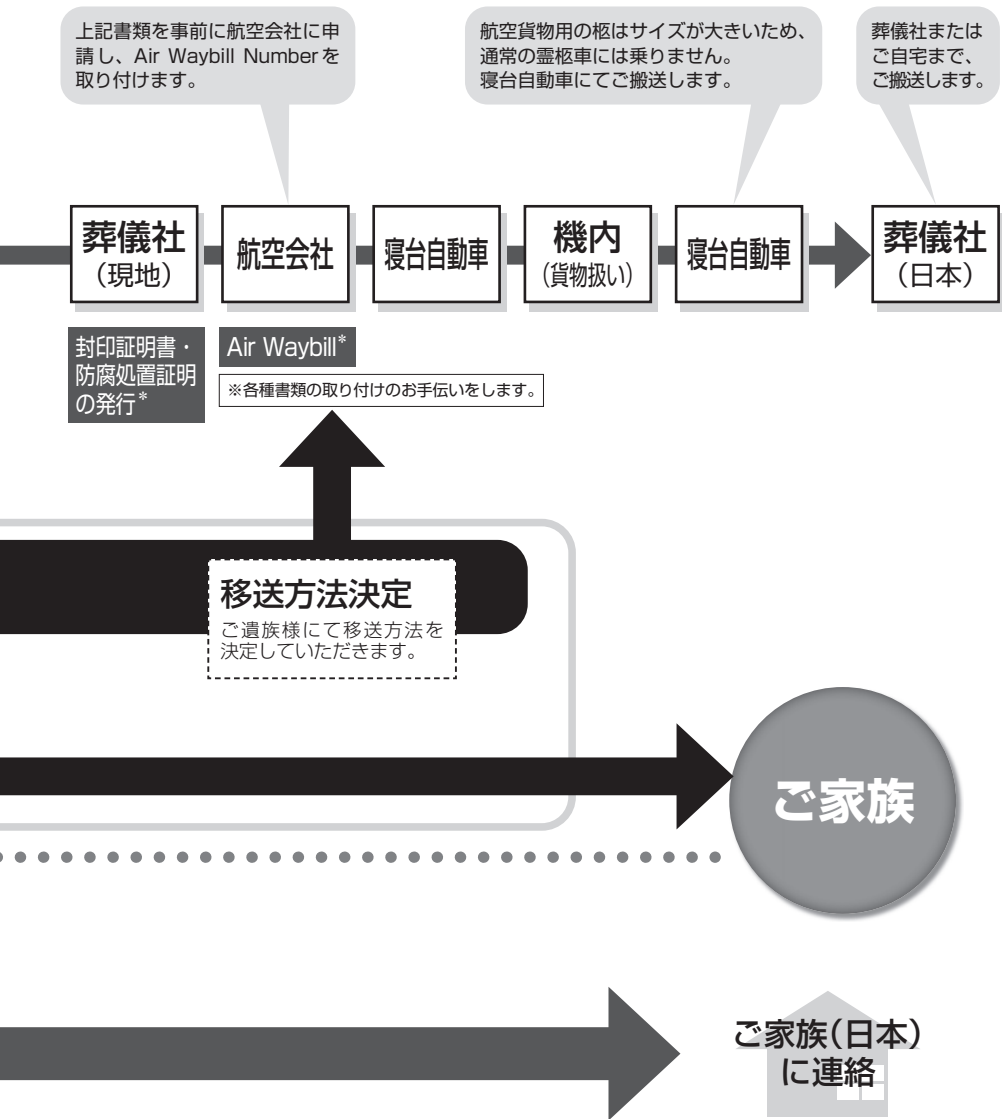 上記書類を事前に航空会社に申
請し、Air Waybill Numberを
取り付けます。
航空貨物用の柩はサイズが大きいため、
通常の霊柩車には乗りません。
寝台自動車にてご搬送します。
葬儀社または
ご自宅まで、
ご搬送します。
葬儀社
（現地）
航空会社
寝台自動車
機内
（貨物扱い）
寝台自動車
葬儀社
（日本）
封印証明書・
防腐処置証明
の発行*
Air Waybill*
※各種書類の取り付けのお手伝いをします。
移送方法決定
ご遺族様にて移送方法を
決定していただきます。
ご家族
ご家族（日本）
に連絡